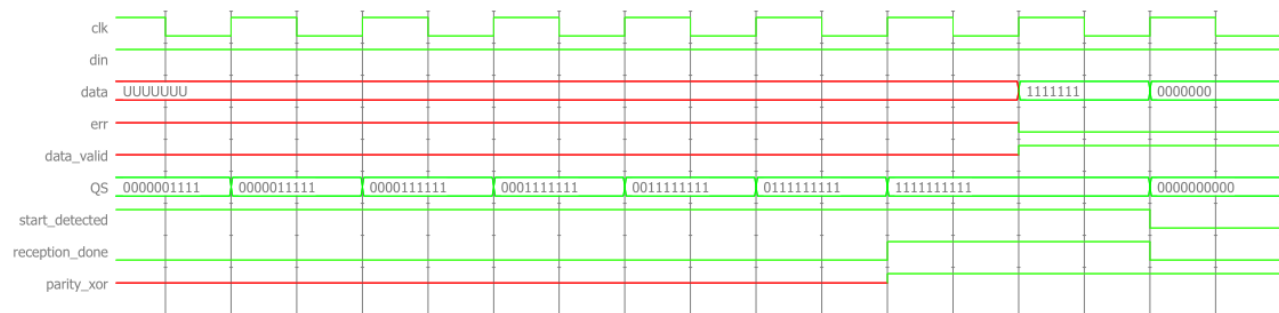 clk
din
data UUUUUUU 1111111 0000000
err
data_valid
QS 0000001111 0000011111 0000111111 0001111111 0011111111 0111111111 1111111111 0000000000
start_detected
reception_done
parity_xor